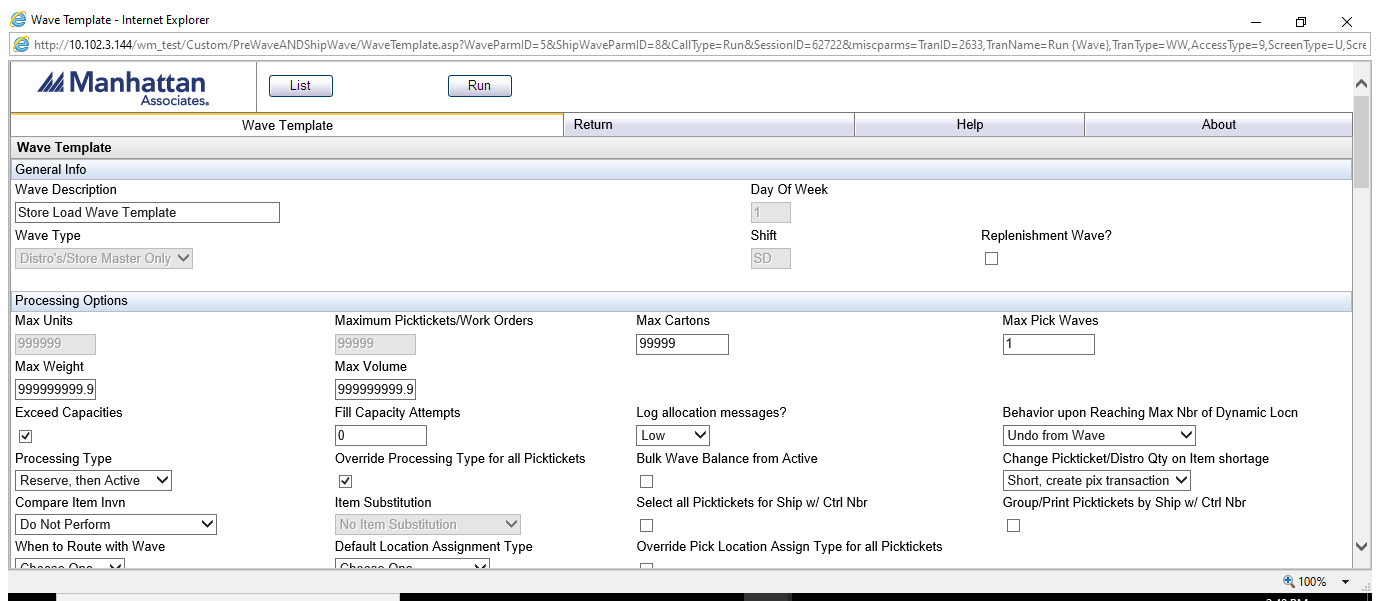 Wave Template - Internet Explorer
http://10.102.3.144/wm_test/Custom/PreWaveANDShipWave/WaveTemplate.asp?WaveParmID=5&ShipWaveParmID=8&CallType=Run&SessionID=62722&miscparms=TranID=2633,TranName=Run {Wave},TranType=WW,AccessType=9,ScreenType=U,Scre
Manhattan Associates. List Run
Wave Template Return Help About
Wave Template
General Info
Wave Description Day Of Week
Store Load Wave Template 1
Wave Type Shift Replenishment Wave?
Distro's/Store Master Only SD
Processing Options
Max Units Maximum Picktickets/Work Orders Max Cartons Max Pick Waves
999999 99999 99999 1
Max Weight Max Volume
999999999.9 999999999.9
Exceed Capacities Fill Capacity Attempts Log allocation messages? Behavior upon Reaching Max Nbr of Dynamic Locn
0 Low Undo from Wave
Processing Type Override Processing Type for all Picktickets Bulk Wave Balance from Active Change Pickticket/Distro Qty on Item shortage
Reserve, then Active Short, create pix transaction
Compare Item Invn Item Substitution Select all Picktickets for Ship w/ Ctrl Nbr Group/Print Picktickets by Ship w/ Ctrl Nbr
Do Not Perform No Item Substitution
When to Route with Wave Default Location Assignment Type Override Pick Location Assign Type for all Picktickets
Choose One Choose One
100%